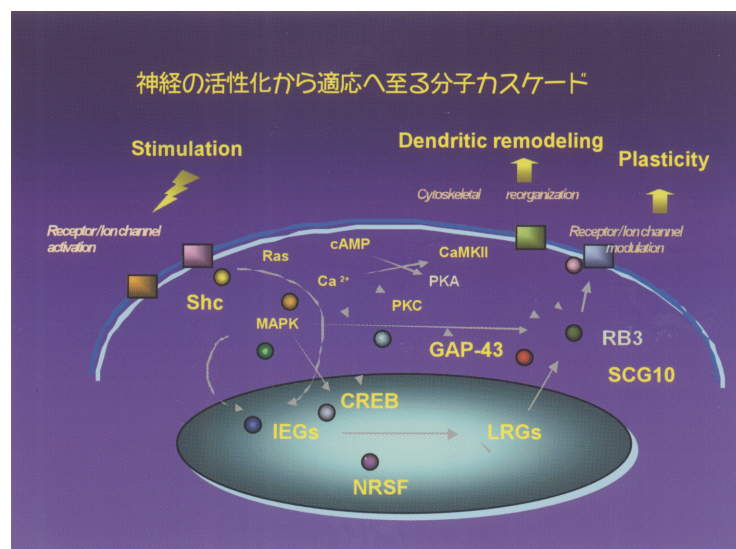 神経の活性化から適応へ至る分子カスケード
Stimulation
Dendritic remodeling
Plasticity
Cytoskeletal reorganization
Receptor/Ion channel
activation
Receptor/Ion channel
modulation
cAMP
CaMKII
Ras
Ca 2+
PKA
Shc
PKC
MAPK
GAP-43
RB3
SCG10
CREB
IEGs
LRGs
NRSF